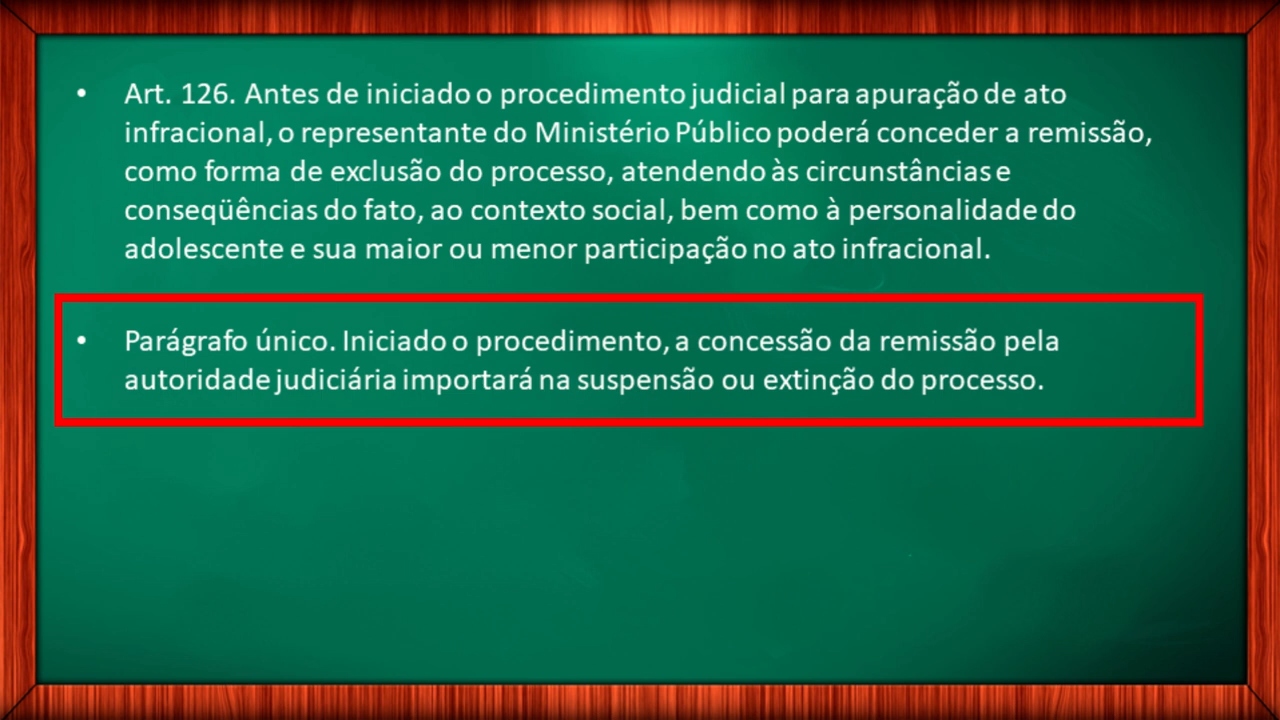 • Art. 126. Antes de iniciado o procedimento judicial para apuração de ato
infracional, o representante do Ministério Público poderá conceder a remissão,
como forma de exclusão do processo, atendendo às circunstâncias e
conseqüências do fato, ao contexto social, bem como à personalidade do
adolescente e sua maior ou menor participação no ato infracional.
• Parágrafo único. Iniciado o procedimento, a concessão da remissão pela
autoridade judiciária importará na suspensão ou extinção do processo.